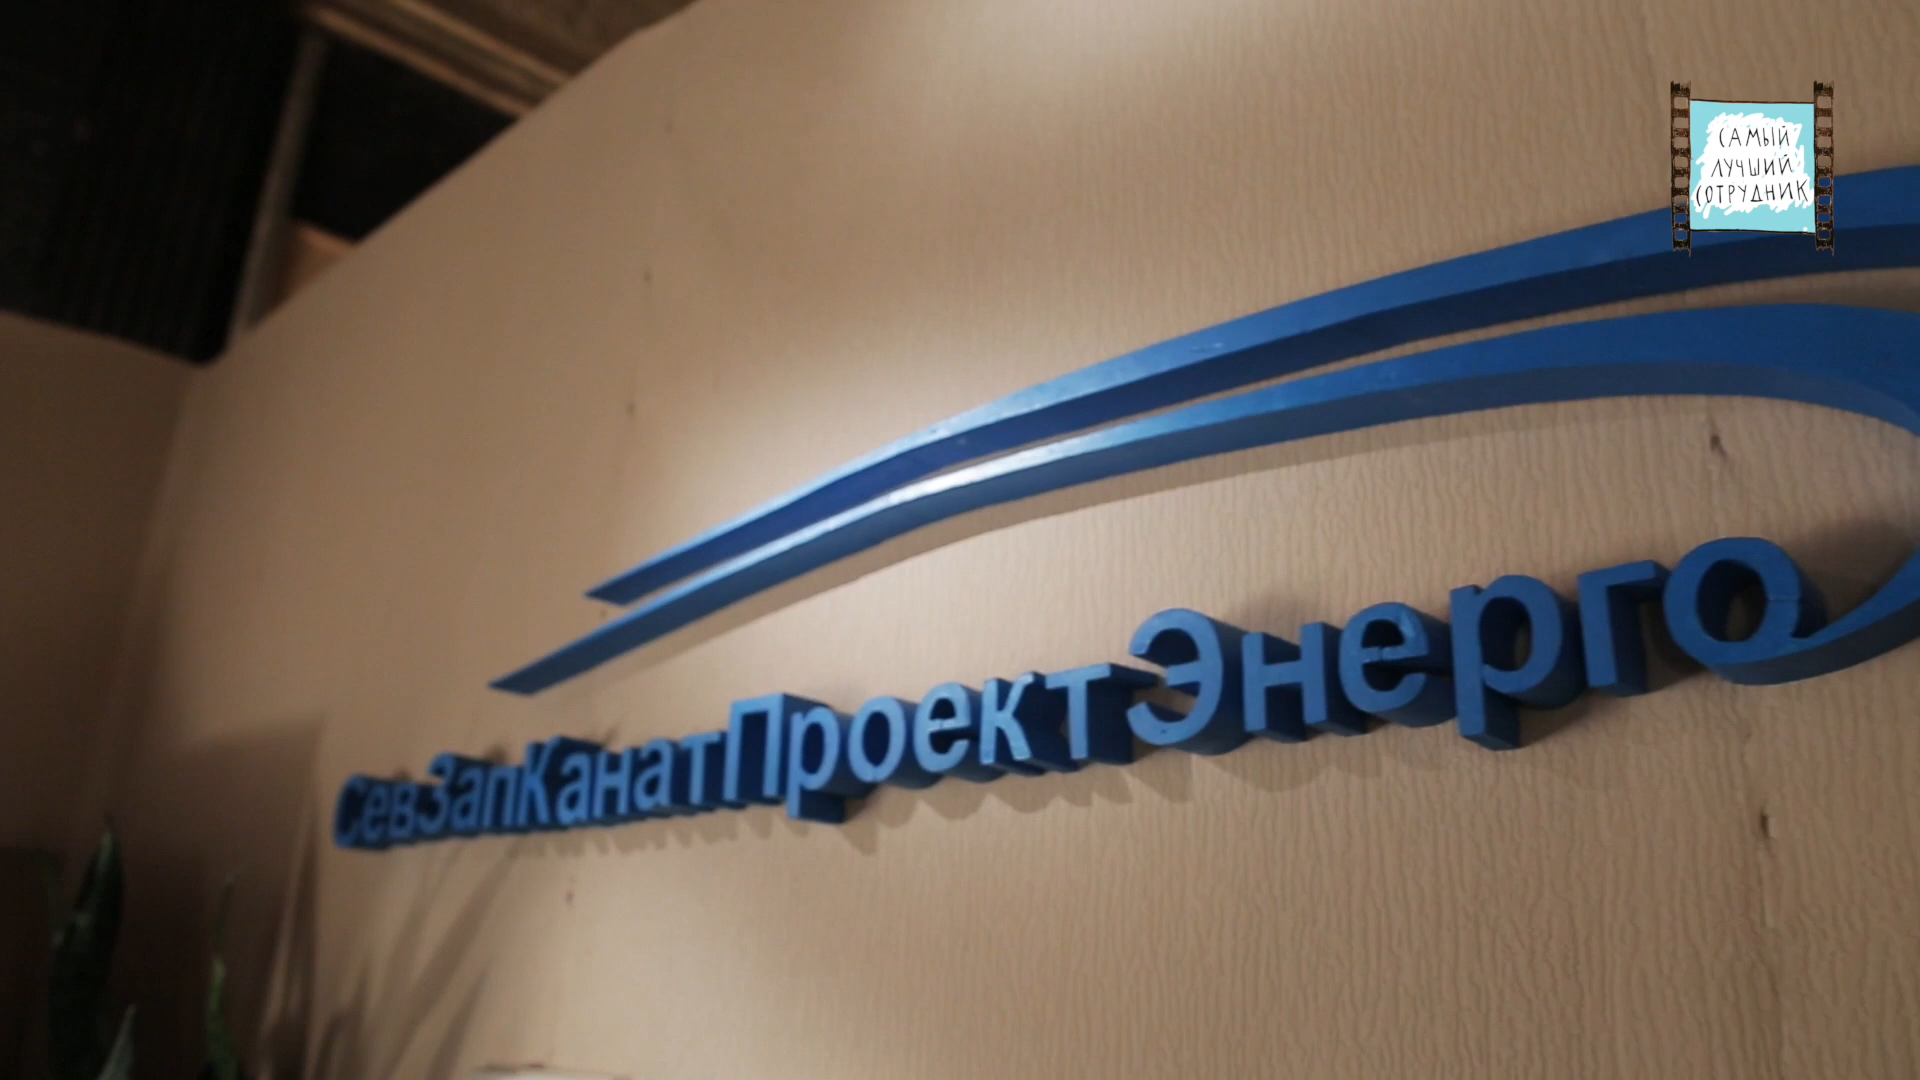 САМЫЙ
ЛУЧШИЙ
СОТРУДНИК
СевЗапКанатПроектЭнерго